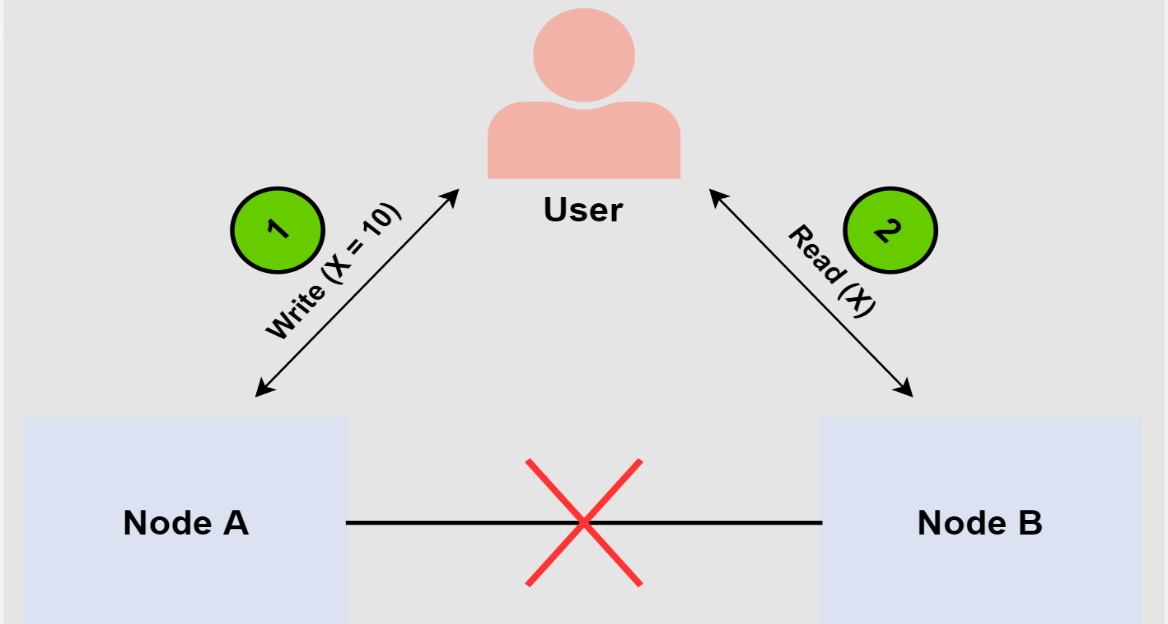 User
1
Write (X = 10)
2
Read (X)
Node A
Node B